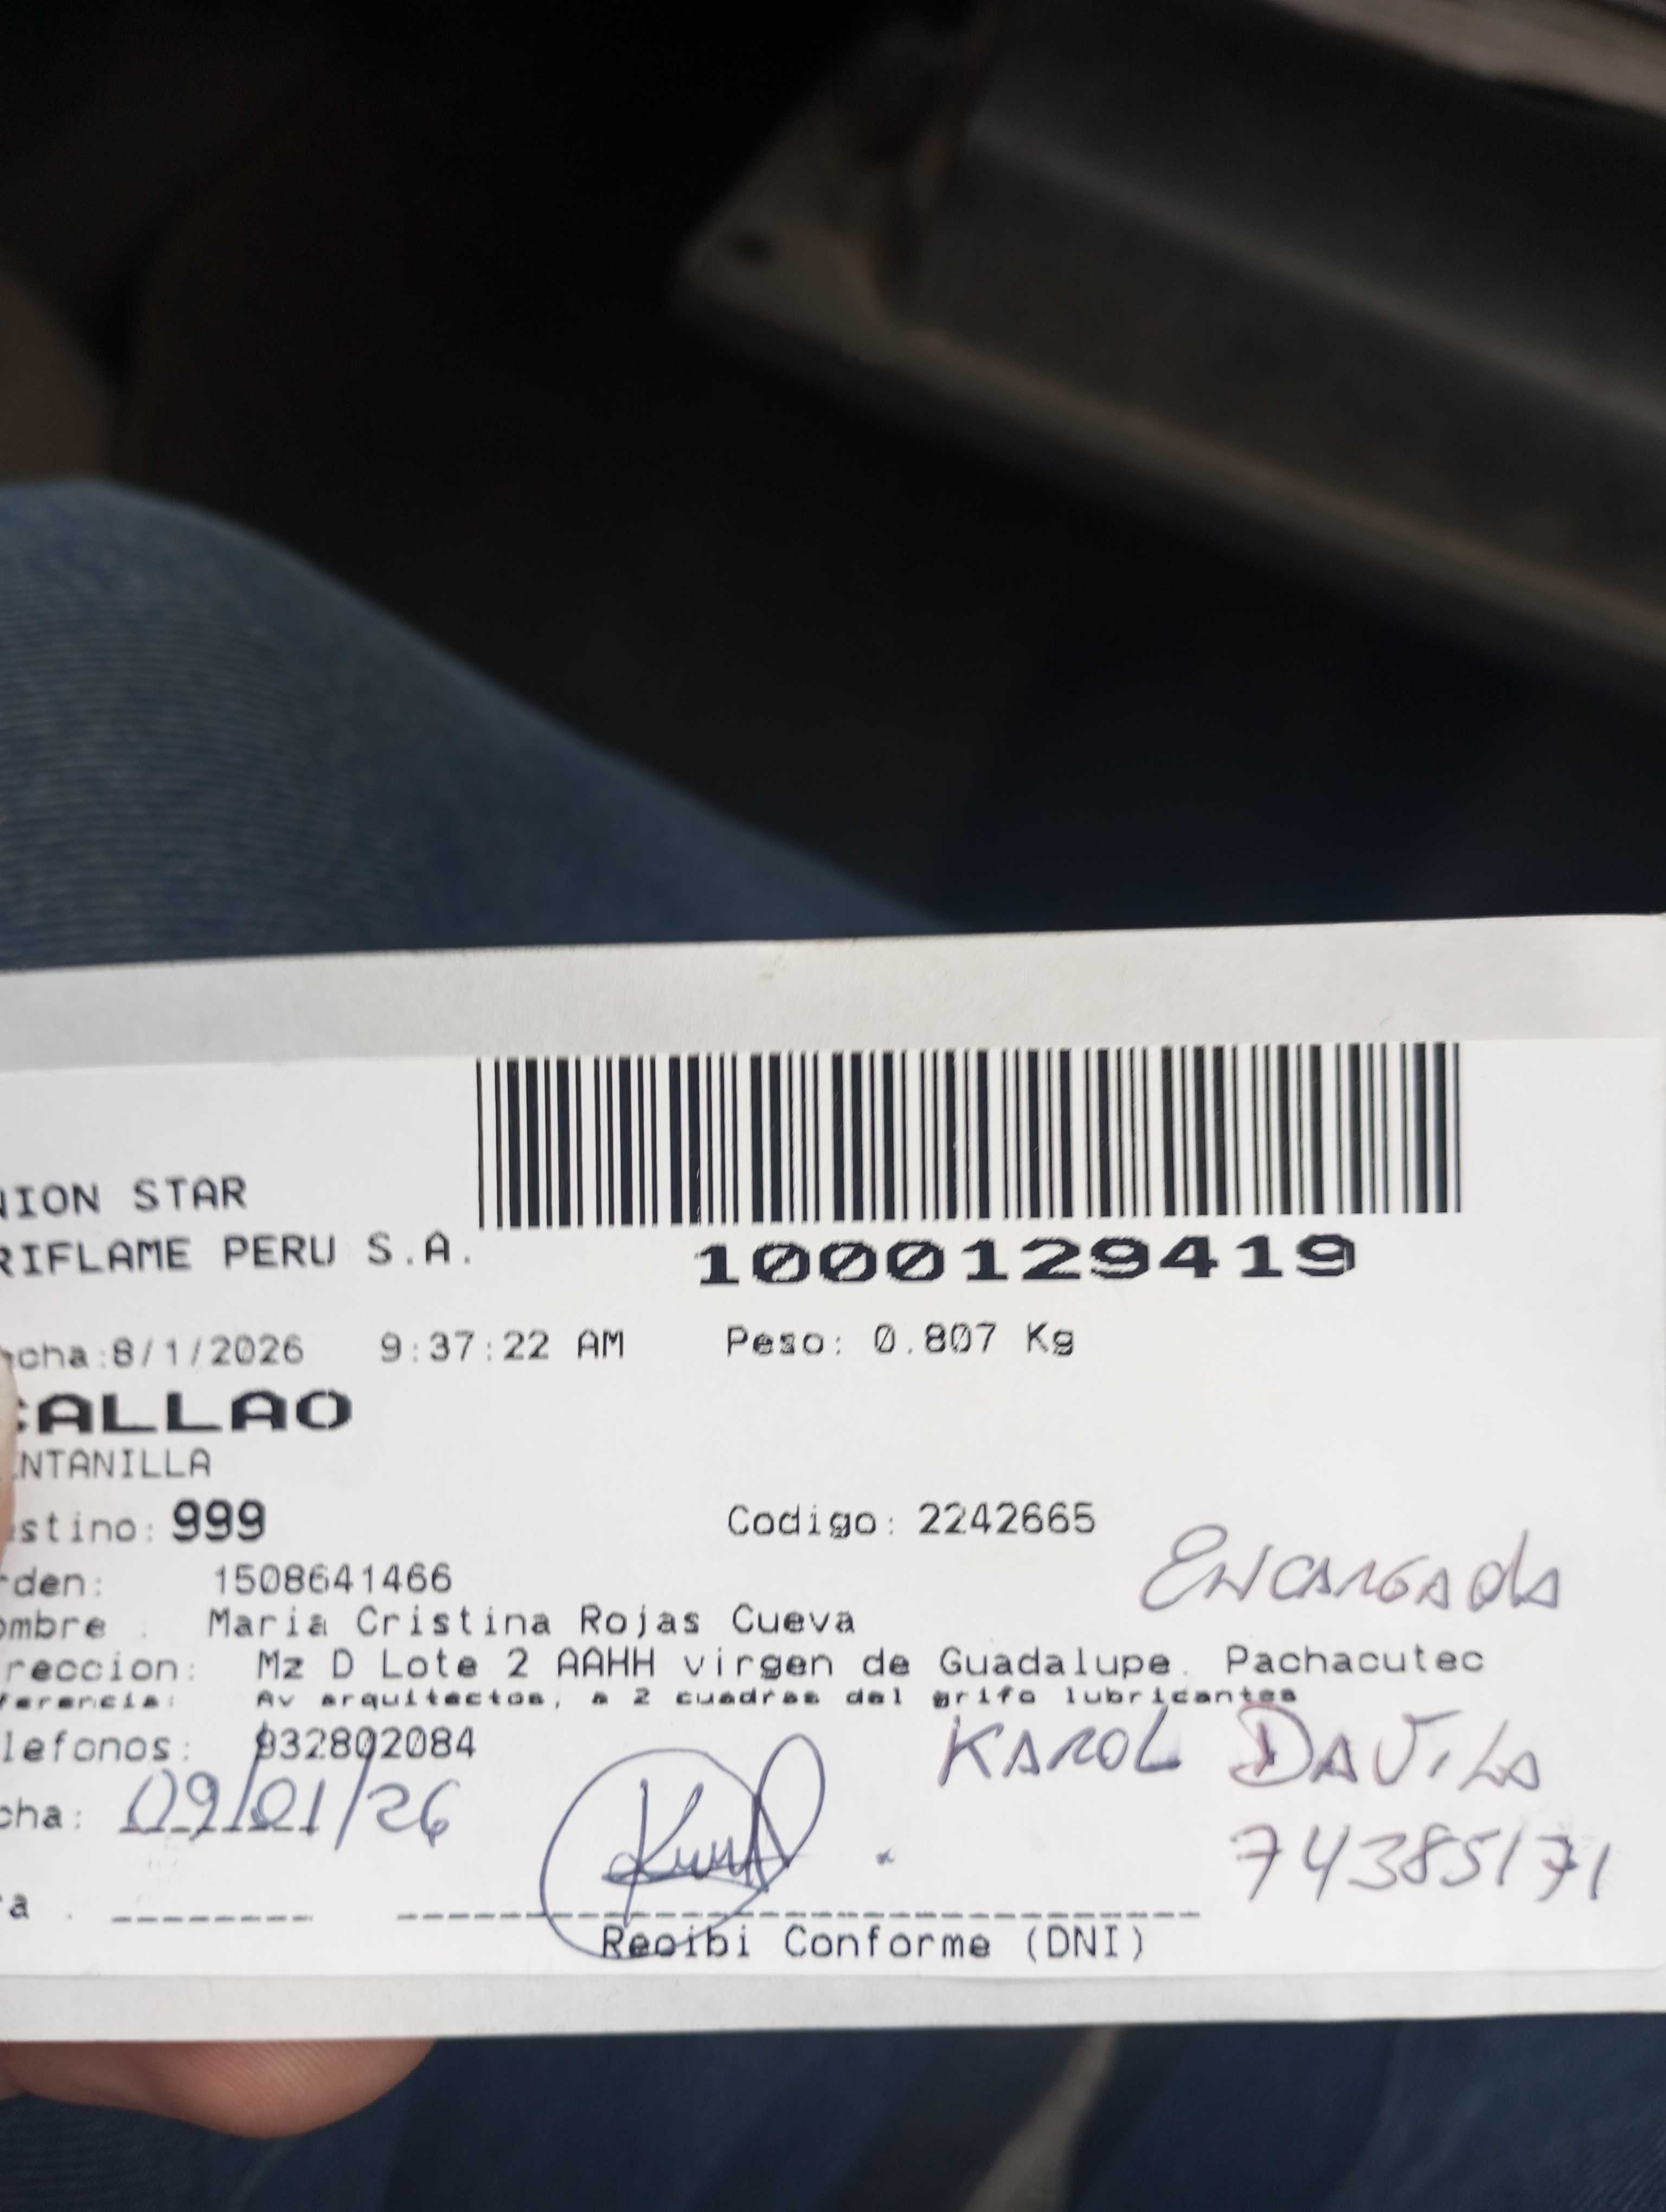 NION STAR
RIFLAME PERU S.A.
1000129419
cha:8/1/2026 9:37:22 AM Peso: 0.807 Kg
CALLAO
NTANILLA
stino: 999 Codigo: 2242665
Encargada
den: 1508641466
ombre : Maria Cristina Rojas Cueva
reccion: Mz D Lote 2 AAHH virgen de Guadalupe. Pachacutec
ferencia: Av arquitectos, a 2 cuadras del grifo lubricantes
lefonos: 932802084
KAROL DAVILA
cha: 09/01/26
74385171
a :
Recibi Conforme (DNI)